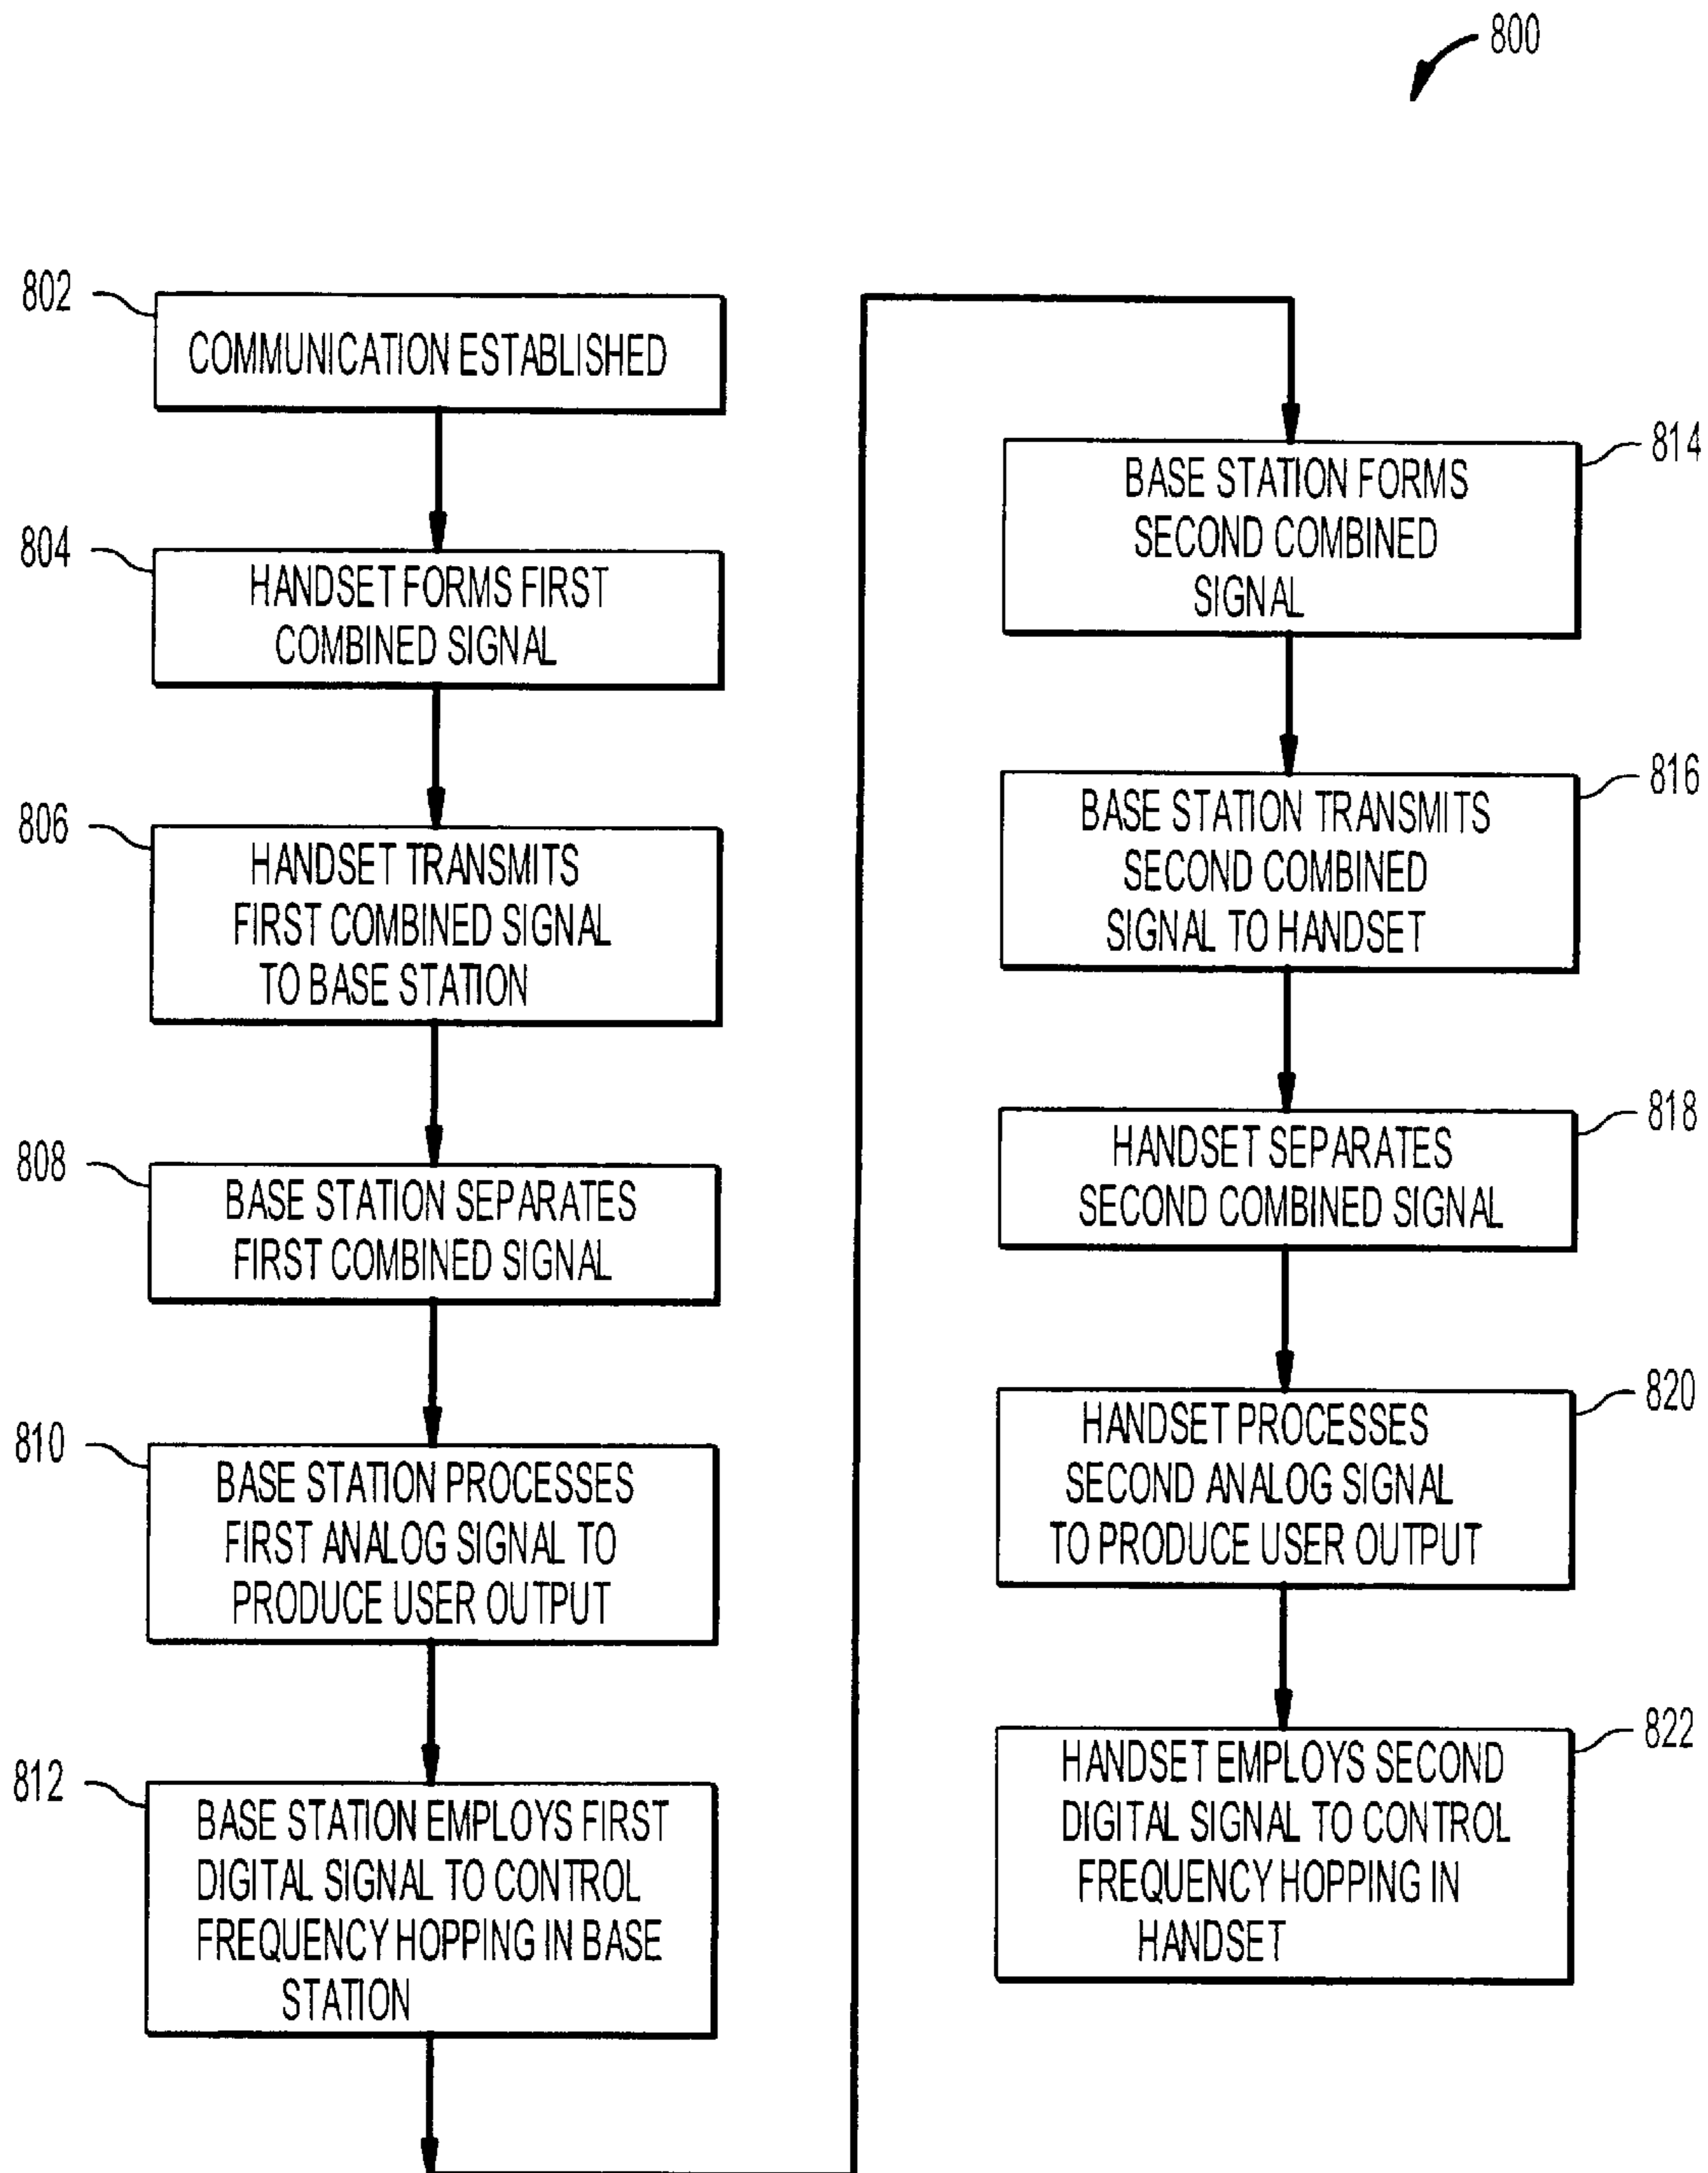 800
802
COMMUNICATION ESTABLISHED
804
HANDSET FORMS FIRST
COMBINED SIGNAL
806
HANDSET TRANSMITS
FIRST COMBINED SIGNAL
TO BASE STATION
808
BASE STATION SEPARATES
FIRST COMBINED SIGNAL
810
BASE STATION PROCESSES
FIRST ANALOG SIGNAL TO
PRODUCE USER OUTPUT
812
BASE STATION EMPLOYS FIRST
DIGITAL SIGNAL TO CONTROL
FREQUENCY HOPPING IN BASE
STATION
814
BASE STATION FORMS
SECOND COMBINED
SIGNAL
816
BASE STATION TRANSMITS
SECOND COMBINED
SIGNAL TO HANDSET
818
HANDSET SEPARATES
SECOND COMBINED SIGNAL
820
HANDSET PROCESSES
SECOND ANALOG SIGNAL
TO PRODUCE USER OUTPUT
822
HANDSET EMPLOYS SECOND
DIGITAL SIGNAL TO CONTROL
FREQUENCY HOPPING IN
HANDSET